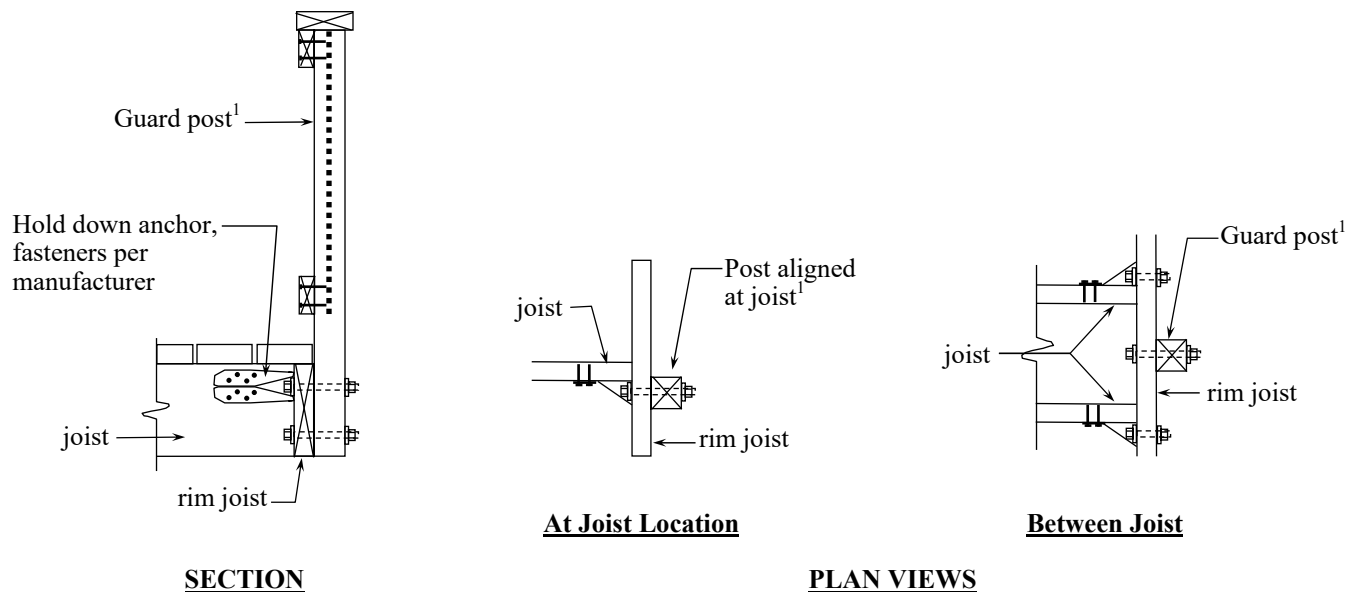 Guard post¹
Hold down anchor,
fasteners per
manufacturer
joist
rim joist
SECTION
joist
Post aligned
at joist¹
rim joist
At Joist Location
Guard post¹
joist
rim joist
Between Joist
PLAN VIEWS